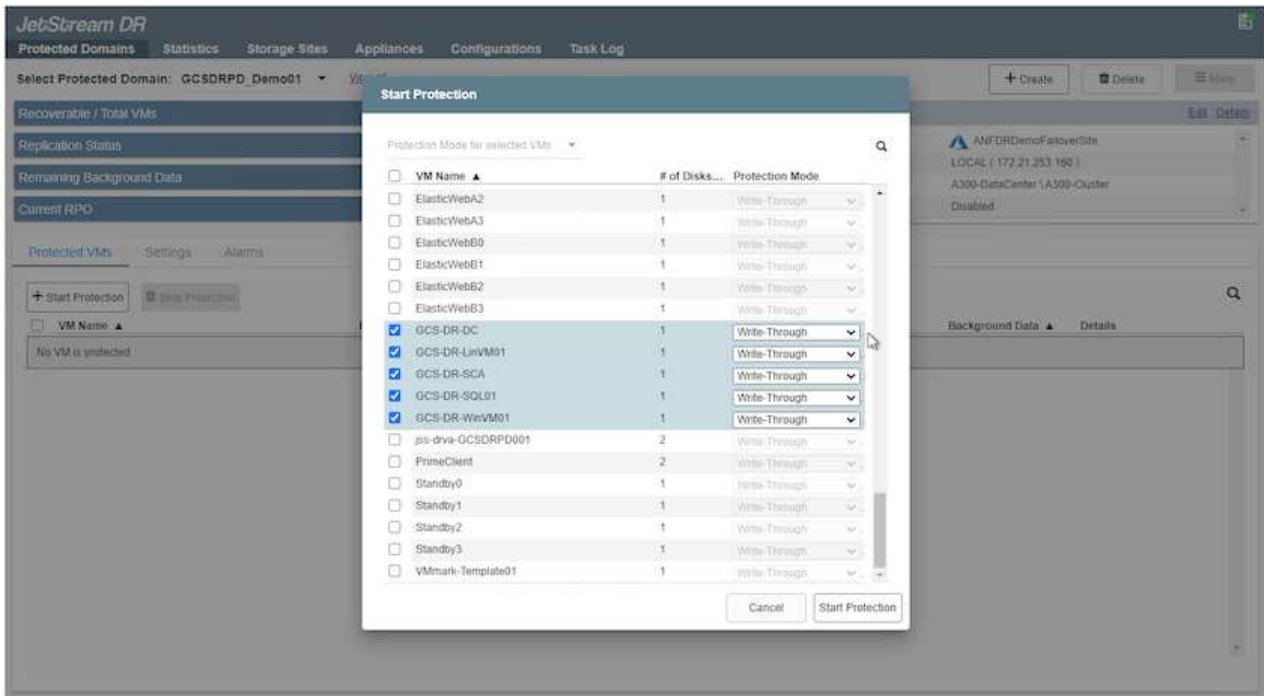 JetStream DR
Protected Domains Statistics Storage Sites Appliances Configurations Task Log
Select Protected Domain: GCSDRPD_Demo01
+ Create Delete More
Recoverable / Total VMs
Edit Details
Replication Status
ANFDRDemoFailoverSite
LOCAL ( 172.21.253.160 )
Remaining Background Data
A300-DataCenter \ A300-Cluster
Current RPO
Disabled
Protected VMs Settings Alarms
+ Start Protection Stop Protection
VM Name ▲
Background Data ▲ Details
No VM is protected.
Start Protection
Protection Mode for selected VMs
VM Name ▲ # of Disks... Protection Mode
ElasticWebA2 1 Write-Through
ElasticWebA3 1 Write-Through
ElasticWebB0 1 Write-Through
ElasticWebB1 1 Write-Through
ElasticWebB2 1 Write-Through
ElasticWebB3 1 Write-Through
GCS-DR-DC 1 Write-Through
GCS-DR-LinVM01 1 Write-Through
GCS-DR-SCA 1 Write-Through
GCS-DR-SQL01 1 Write-Through
GCS-DR-WinVM01 1 Write-Through
jss-drva-GCSDRPD001 2 Write-Through
PrimeClient 2 Write-Through
Standby0 1 Write-Through
Standby1 1 Write-Through
Standby2 1 Write-Through
Standby3 1 Write-Through
VMmark-Template01 1 Write-Through
Cancel Start Protection